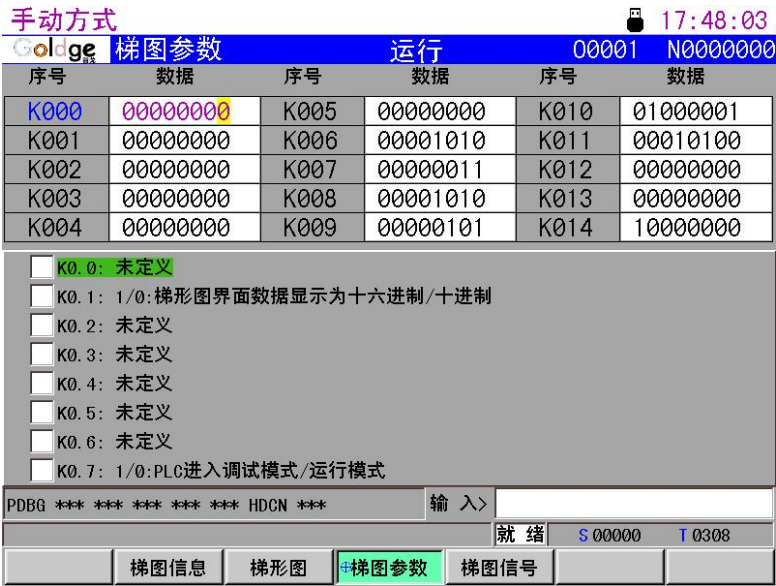 手动方式 17:48:03
Goldge 梯图参数 运行 O0001 N0000000
序号 数据 序号 数据 序号 数据
K000 00000000 K005 00000000 K010 01000001
K001 00000000 K006 00001010 K011 00010100
K002 00000000 K007 00000011 K012 00000000
K003 00000000 K008 00001010 K013 00000000
K004 00000000 K009 00000101 K014 10000000
K0.0: 未定义
K0.1: 1/0:梯形图界面数据显示为十六进制/十进制
K0.2: 未定义
K0.3: 未定义
K0.4: 未定义
K0.5: 未定义
K0.6: 未定义
K0.7: 1/0:PLC进入调试模式/运行模式
PDBG *** *** *** *** *** HDCN *** 输 入>
就 绪 S 00000 T 0308
梯图信息 梯形图 梯图参数 梯图信号